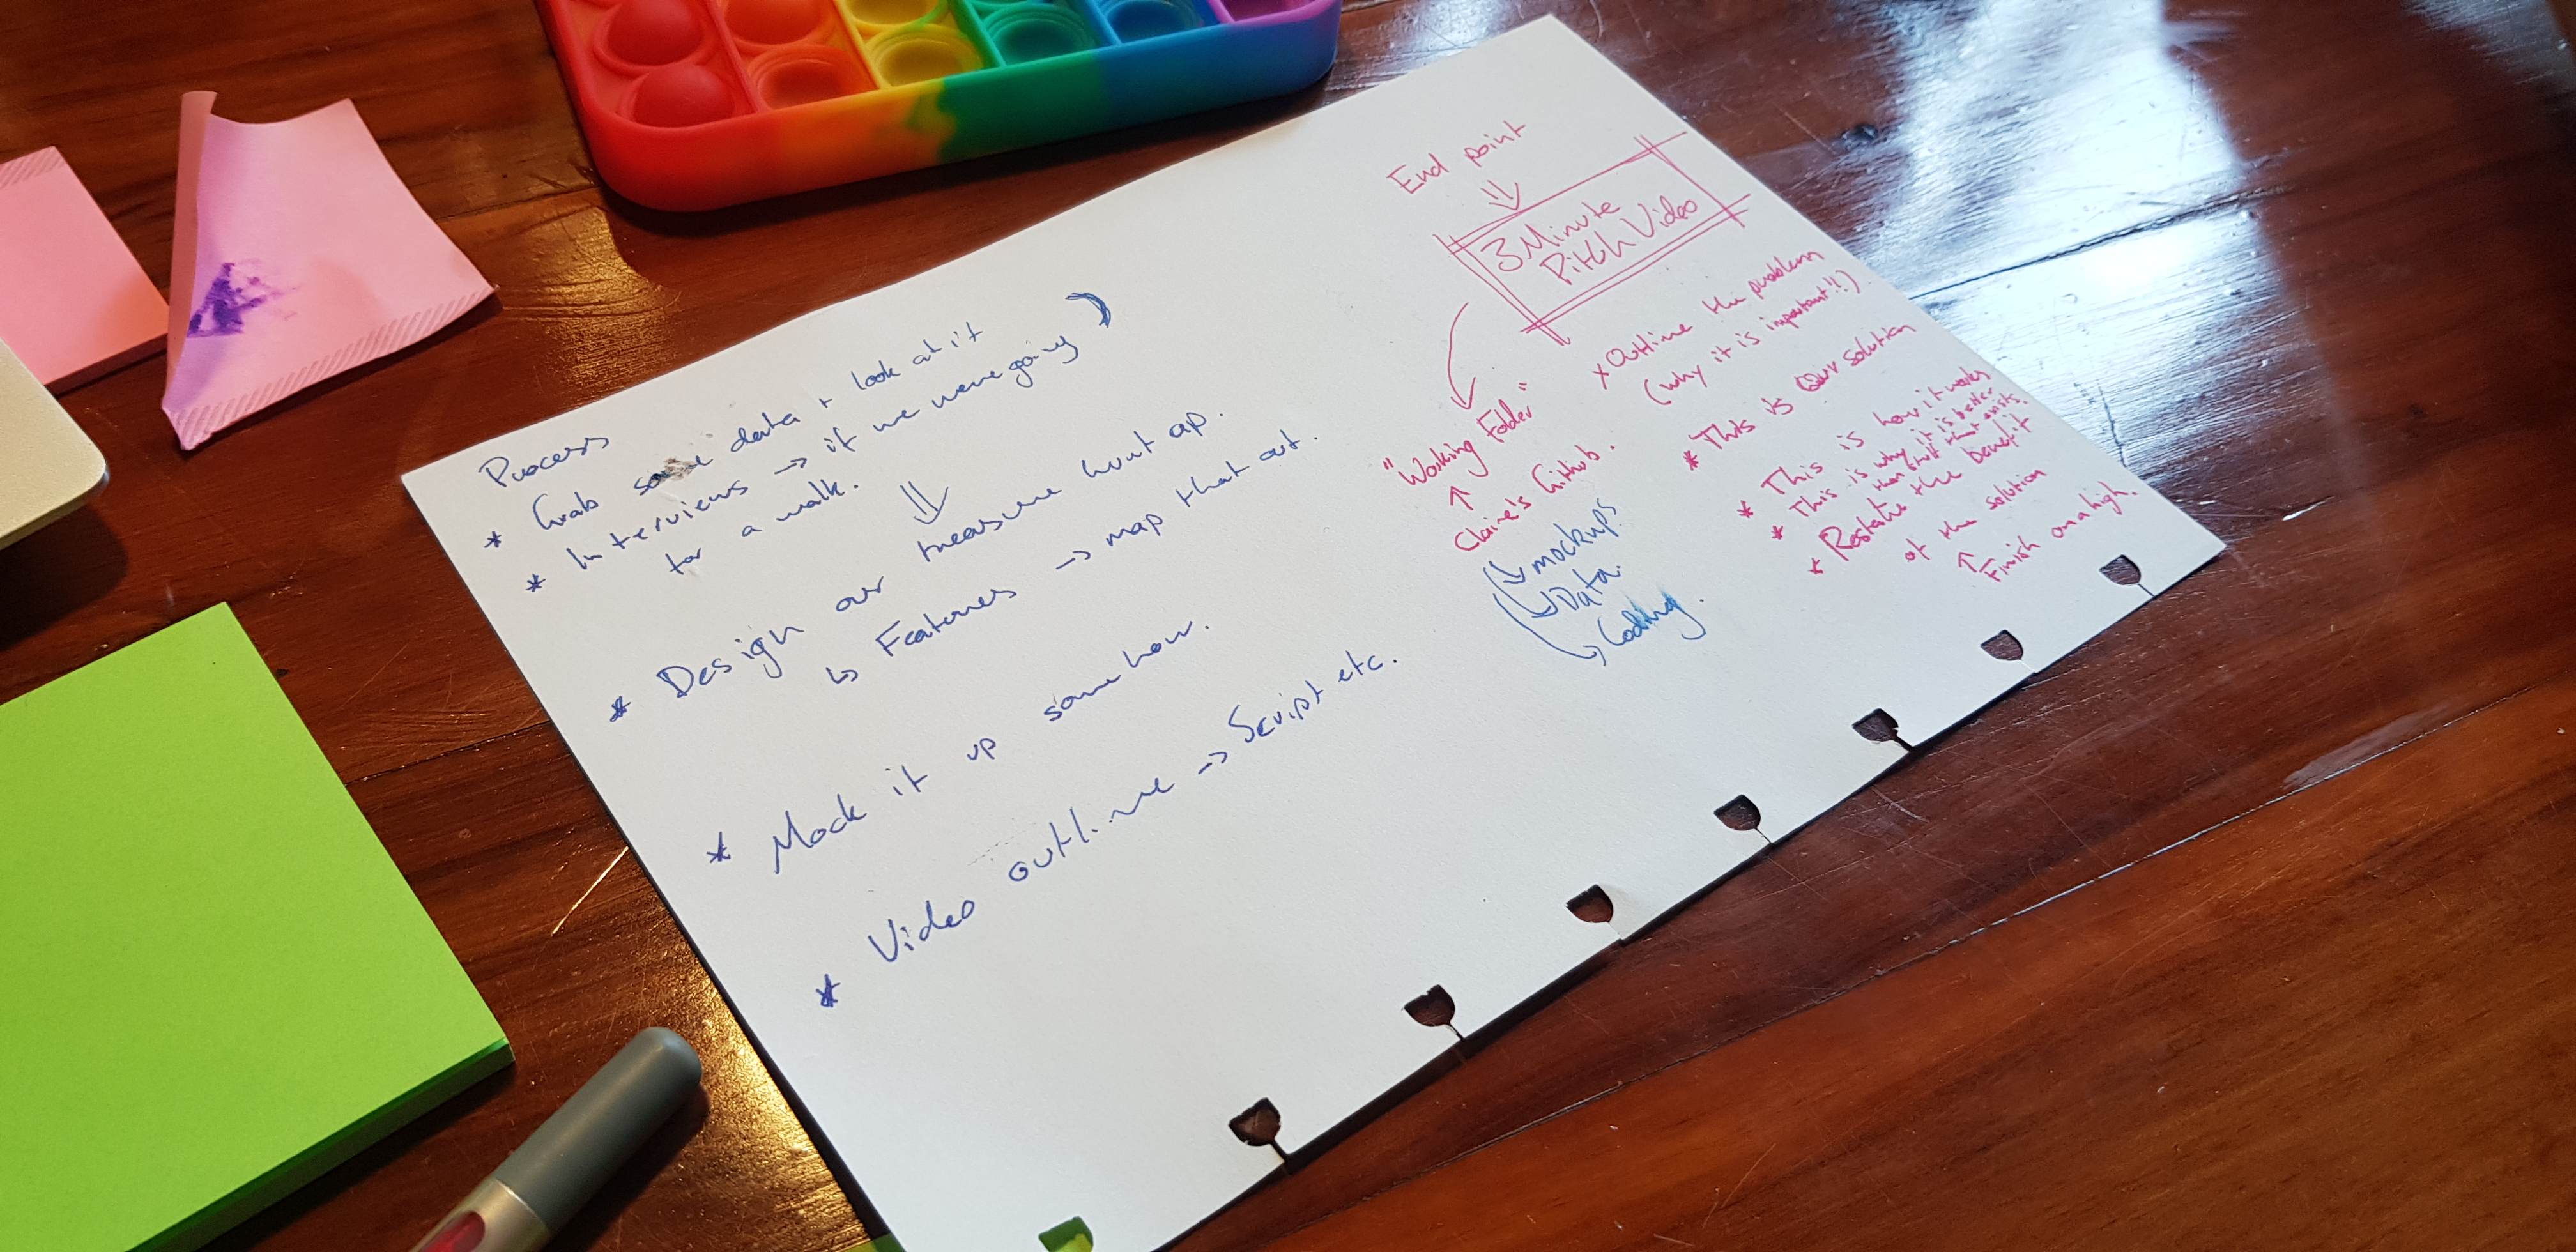 Process
* Grab some data + look at it
* Interviews → if we were going
for a walk.
⇓
* Design our treasure hunt app.
↳ Features → map that out.
* Mock it up somehow.
* Video outline → Script etc.
End point
⇓
3 Minute
Pitch Video
"Working Folder"
↑
Claire's Github.
↳ mockups
↳ Data.
↳ Coding.
* Outline the problem
(why it is important!!)
* This is our solution
* This is how it works
* This is why it is better
than that exists.
* Restate the benefit
of the solution
↑
Finish on a high.